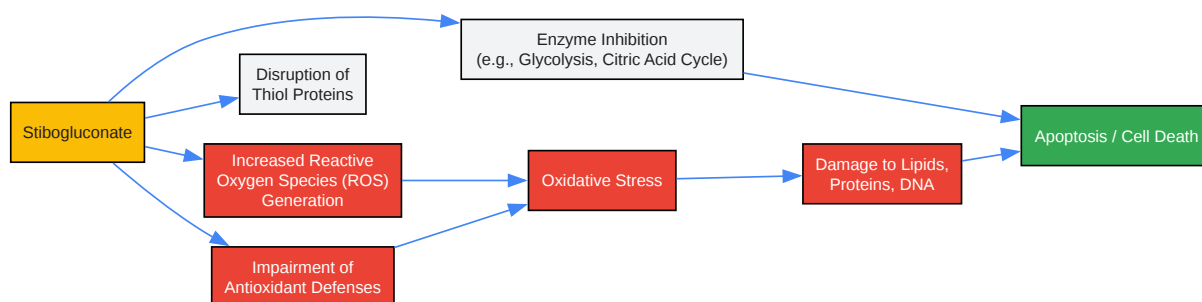 Enzyme Inhibition
(e.g., Glycolysis, Citric Acid Cycle)
Disruption of
Thiol Proteins
Stibogluconate
Apoptosis / Cell Death
Increased Reactive
Oxygen Species (ROS)
Generation
Oxidative Stress
Damage to Lipids,
Proteins, DNA
Impairment of
Antioxidant Defenses